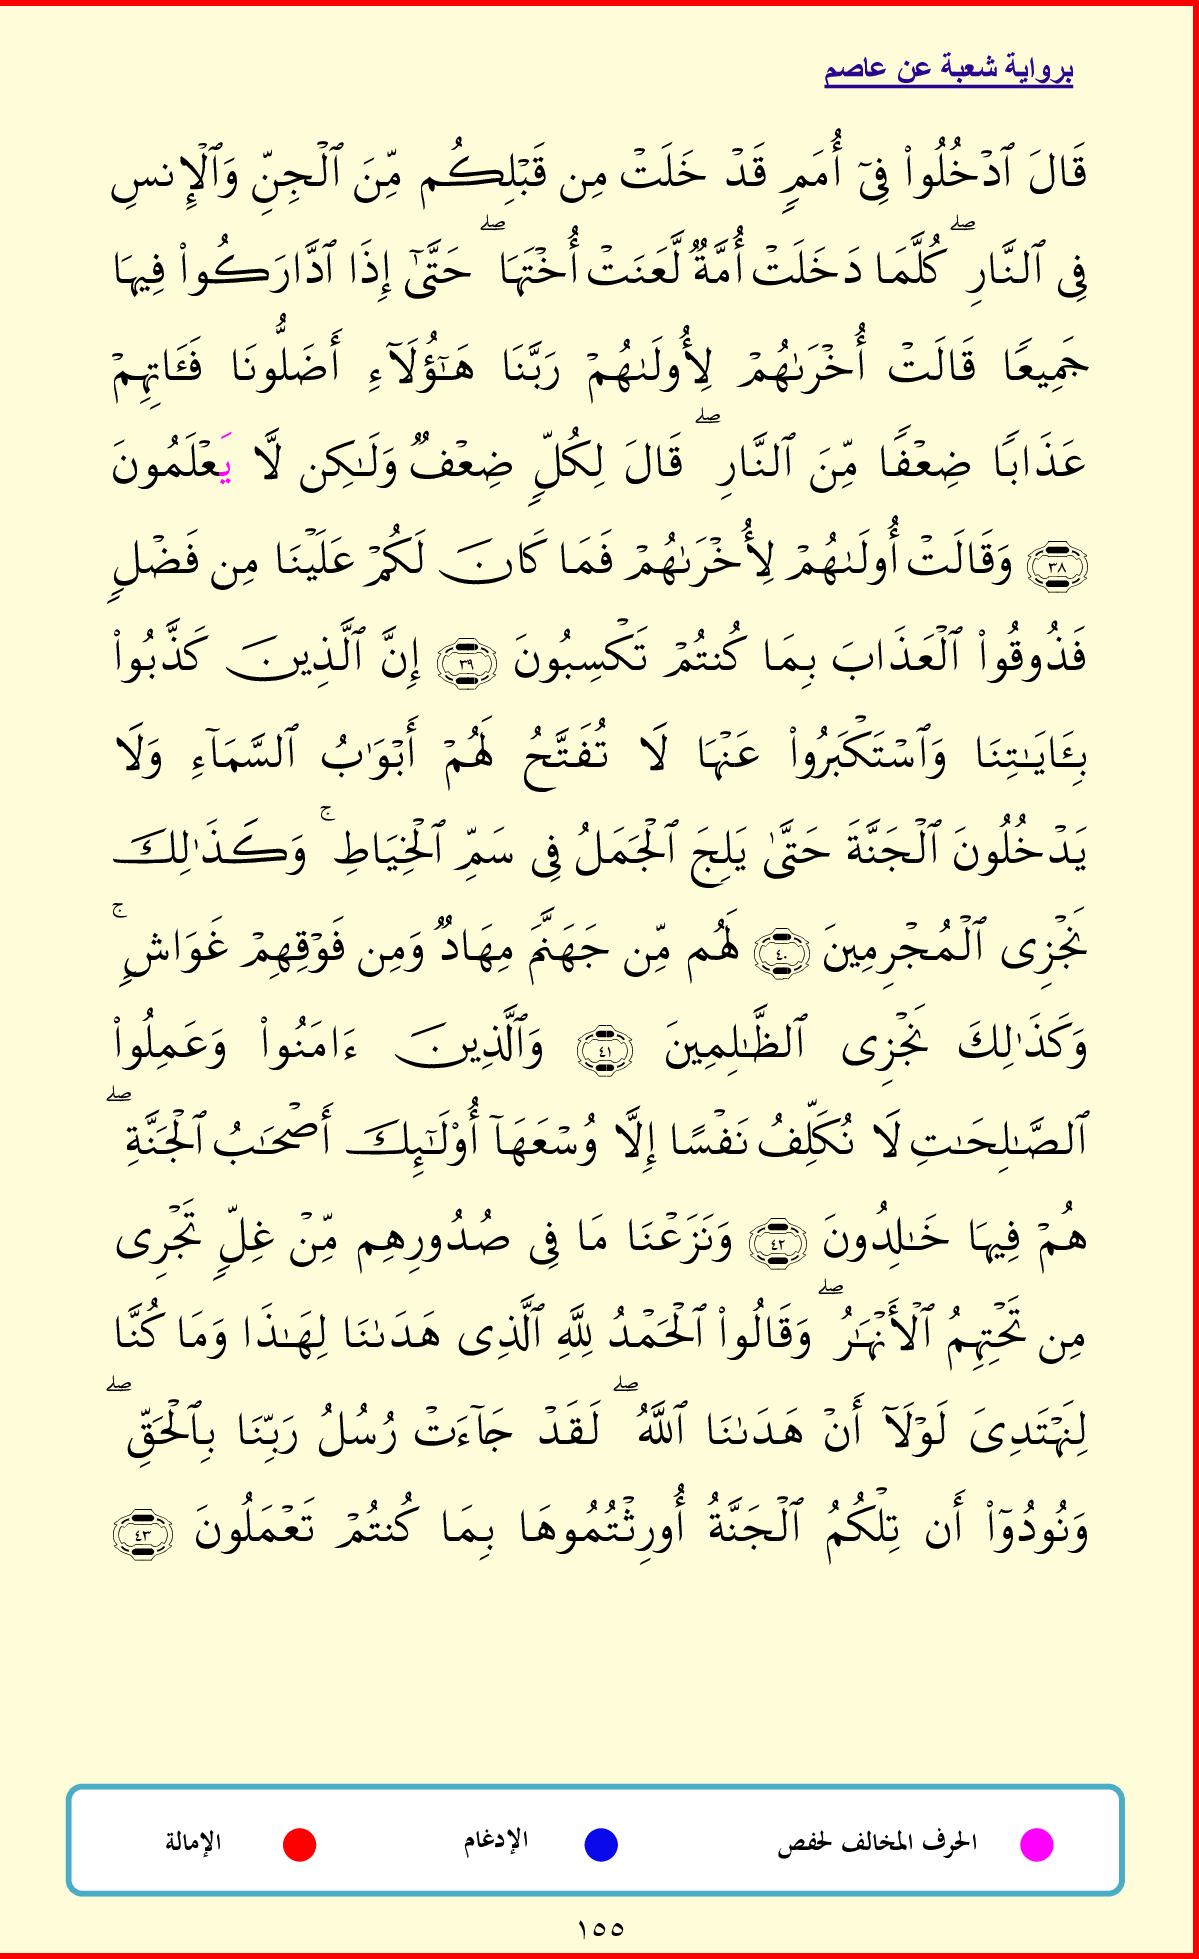 برواية شعبة عن عاصم
قَالَ ٱدۡخُلُوا۟ فِىٓ أُمَمٍ قَدۡ خَلَتۡ مِن قَبۡلِكُم مِّنَ ٱلۡجِنِّ وَٱلۡإِنسِ
فِى ٱلنَّارِۖ كُلَّمَا دَخَلَتۡ أُمَّةٌ لَّعَنَتۡ أُخۡتَهَاۖ حَتَّىٰٓ إِذَا ٱدَّارَكُوا۟ فِيهَا
جَمِيعًا قَالَتۡ أُخۡرَىٰهُمۡ لِأُولَىٰهُمۡ رَبَّنَا هَـٰٓؤُلَآءِ أَضَلُّونَا فَـَٔاتِهِمۡ
عَذَابًا ضِعۡفًا مِّنَ ٱلنَّارِۖ قَالَ لِكُلٍّ ضِعۡفٌ وَلَـٰكِن لَّا يَعۡلَمُونَ
٣٨ وَقَالَتۡ أُولَىٰهُمۡ لِأُخۡرَىٰهُمۡ فَمَا كَانَ لَكُمۡ عَلَيۡنَا مِن فَضۡلٍ
فَذُوقُوا۟ ٱلۡعَذَابَ بِمَا كُنتُمۡ تَكۡسِبُونَ ٣٩ إِنَّ ٱلَّذِينَ كَذَّبُوا۟
بِـَٔايَـٰتِنَا وَٱسۡتَكۡبَرُوا۟ عَنۡهَا لَا تُفَتَّحُ لَهُمۡ أَبۡوَٰبُ ٱلسَّمَآءِ وَلَا
يَدۡخُلُونَ ٱلۡجَنَّةَ حَتَّىٰ يَلِجَ ٱلۡجَمَلُ فِى سَمِّ ٱلۡخِيَاطِۚ وَكَذَٰلِكَ
نَجۡزِى ٱلۡمُجۡرِمِينَ ٤٠ لَهُم مِّن جَهَنَّمَ مِهَادٌ وَمِن فَوۡقِهِمۡ غَوَاشٍۚ
وَكَذَٰلِكَ نَجۡزِى ٱلظَّـٰلِمِينَ ٤١ وَٱلَّذِينَ ءَامَنُوا۟ وَعَمِلُوا۟
ٱلصَّـٰلِحَـٰتِ لَا نُكَلِّفُ نَفۡسًا إِلَّا وُسۡعَهَآ أُو۟لَـٰٓئِكَ أَصۡحَـٰبُ ٱلۡجَنَّةِۖ
هُمۡ فِيهَا خَـٰلِدُونَ ٤٢ وَنَزَعۡنَا مَا فِى صُدُورِهِم مِّنۡ غِلٍّ تَجۡرِى
مِن تَحۡتِهِمُ ٱلۡأَنۡهَـٰرُۖ وَقَالُوا۟ ٱلۡحَمۡدُ لِلَّهِ ٱلَّذِى هَدَىٰنَا لِهَـٰذَا وَمَا كُنَّا
لِنَهۡتَدِىَ لَوۡلَآ أَنۡ هَدَىٰنَا ٱللَّهُۖ لَقَدۡ جَآءَتۡ رُسُلُ رَبِّنَا بِٱلۡحَقِّۖ
وَنُودُوٓا۟ أَن تِلۡكُمُ ٱلۡجَنَّةُ أُورِثۡتُمُوهَا بِمَا كُنتُمۡ تَعۡمَلُونَ ٤٣
الحرف المخالف لحفص الإدغام الإمالة
١٥٥